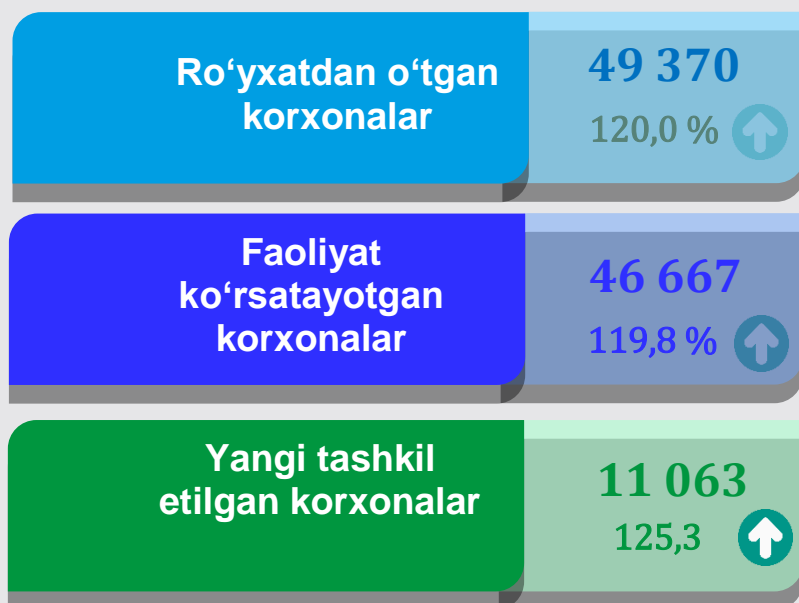 Ro‘yxatdan o‘tgan
korxonalar
49 370
120,0 %
Faoliyat
ko‘rsatayotgan
korxonalar
46 667
119,8 %
Yangi tashkil
etilgan korxonalar
11 063
125,3